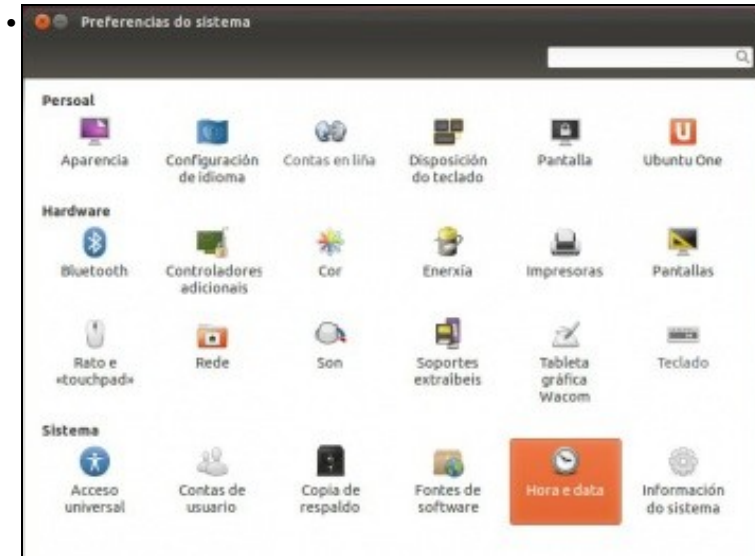 Preferencias do sistema
Persoal
Aparencia
Configuración
de idioma
Contas en liña
Disposición
do teclado
Pantalla
Ubuntu One
Hardware
Bluetooth
Controladores
adicionais
Cor
Enerxía
Impresoras
Pantallas
Rato e
«touchpad»
Rede
Son
Soportes
extraíbeis
Tableta
gráfica
Wacom
Teclado
Sistema
Acceso
universal
Contas de
usuario
Copia de
respaldo
Fontes de
software
Hora e data
Información
do sistema